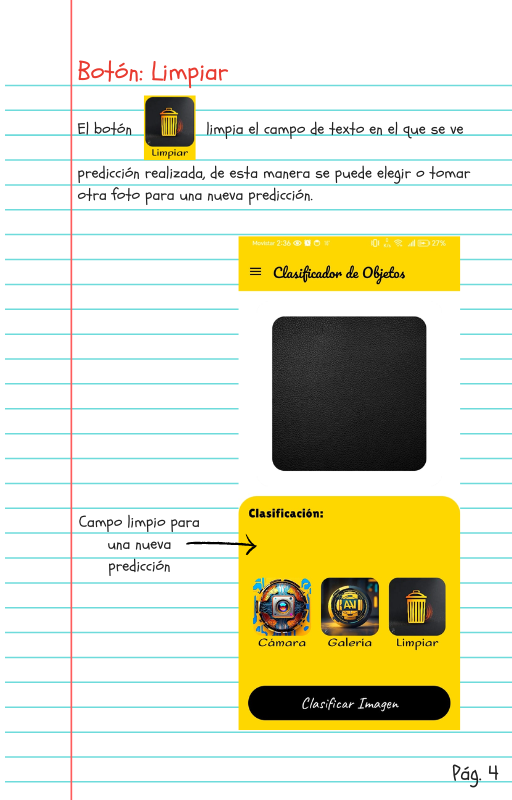 Botón: Limpiar
El botón Limpiar limpia el campo de texto en el que se ve
predicción realizada, de esta manera se puede elegir o tomar
otra foto para una nueva predicción.
Movistar 2:36 27%
Clasificador de Objetos
Clasificación:
Campo limpio para
una nueva
predicción
Cámara Galería Limpiar
Clasificar Imagen
Pág. 4